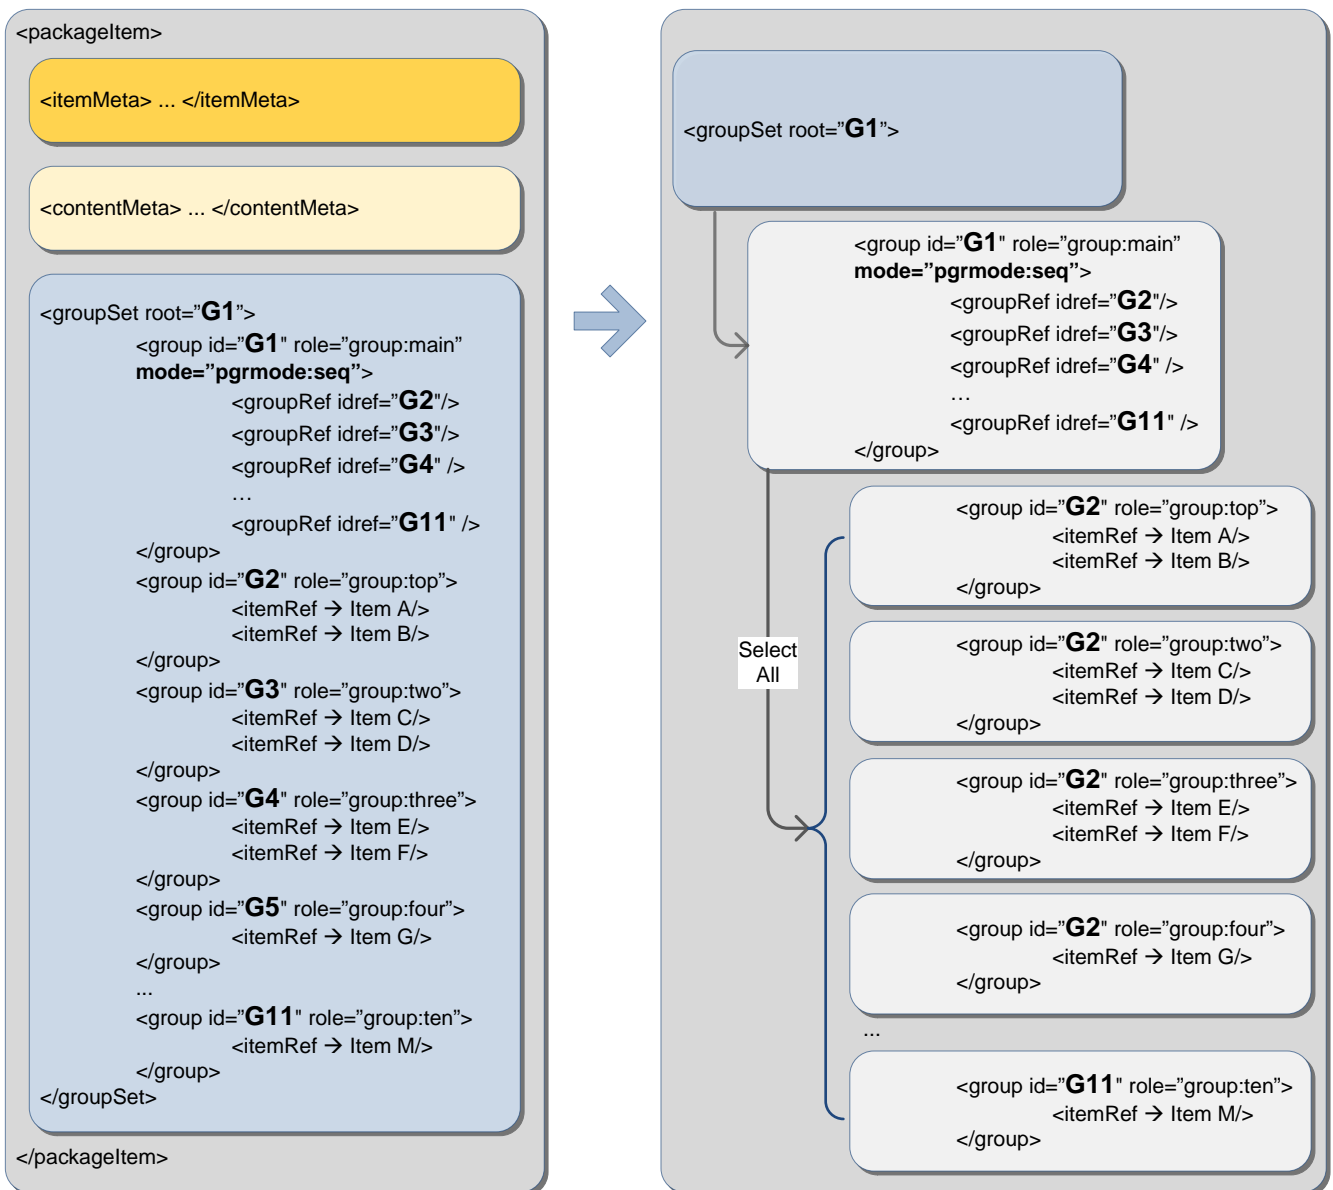 <packageItem>
<itemMeta> ... </itemMeta>
<contentMeta> ... </contentMeta>
<groupSet root=”G1”>
<group id=”G1" role=”group:main”
mode=”pgrmode:seq”>
<groupRef idref=”G2"/>
<groupRef idref=”G3"/>
<groupRef idref=”G4" />
…
<groupRef idref=”G11" />
</group>
<group id=”G2" role=”group:top”>
<itemRef → Item A/>
<itemRef → Item B/>
</group>
<group id=”G3" role=”group:two”>
<itemRef → Item C/>
<itemRef → Item D/>
</group>
<group id=”G4" role=”group:three”>
<itemRef → Item E/>
<itemRef → Item F/>
</group>
<group id=”G5" role=”group:four”>
<itemRef → Item G/>
</group>
...
<group id=”G11" role=”group:ten”>
<itemRef → Item M/>
</group>
</groupSet>
</packageItem>
<groupSet root=”G1”>
<group id=”G1" role=”group:main”
mode=”pgrmode:seq”>
<groupRef idref=”G2"/>
<groupRef idref=”G3"/>
<groupRef idref=”G4" />
…
<groupRef idref=”G11" />
</group>
Select
All
<group id=”G2" role=”group:top”>
<itemRef → Item A/>
<itemRef → Item B/>
</group>
<group id=”G2" role=”group:two”>
<itemRef → Item C/>
<itemRef → Item D/>
</group>
<group id=”G2" role=”group:three”>
<itemRef → Item E/>
<itemRef → Item F/>
</group>
<group id=”G2" role=”group:four”>
<itemRef → Item G/>
</group>
...
<group id=”G11" role=”group:ten”>
<itemRef → Item M/>
</group>